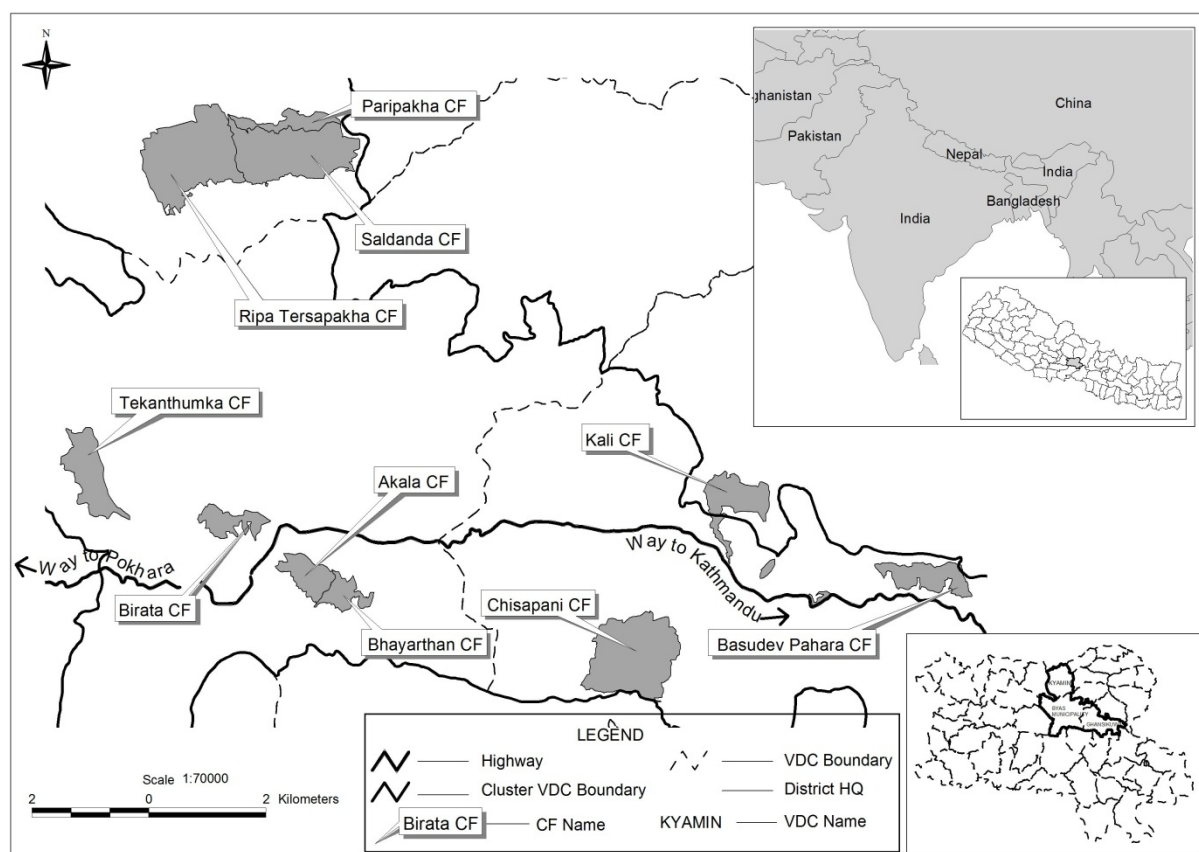 N
Paripakha CF
Saldanda CF
Ripa Tersapakha CF
Tekanthumka CF
Akala CF
Kali CF
Way to Pokhara
Birata CF
Bhayarthan CF
Chisapani CF
Way to Kathmandu
Basudev Pahara CF
ghanistan
Pakistan
China
Nepal
India
Bangladesh
India
KYAMIN
BYAS
MUNICIPALITY
GHANSIKUWA
LEGEND
Highway
VDC Boundary
Cluster VDC Boundary
District HQ
Birata CF
CF Name
KYAMIN
VDC Name
Scale 1:70000
2 0 2 Kilometers